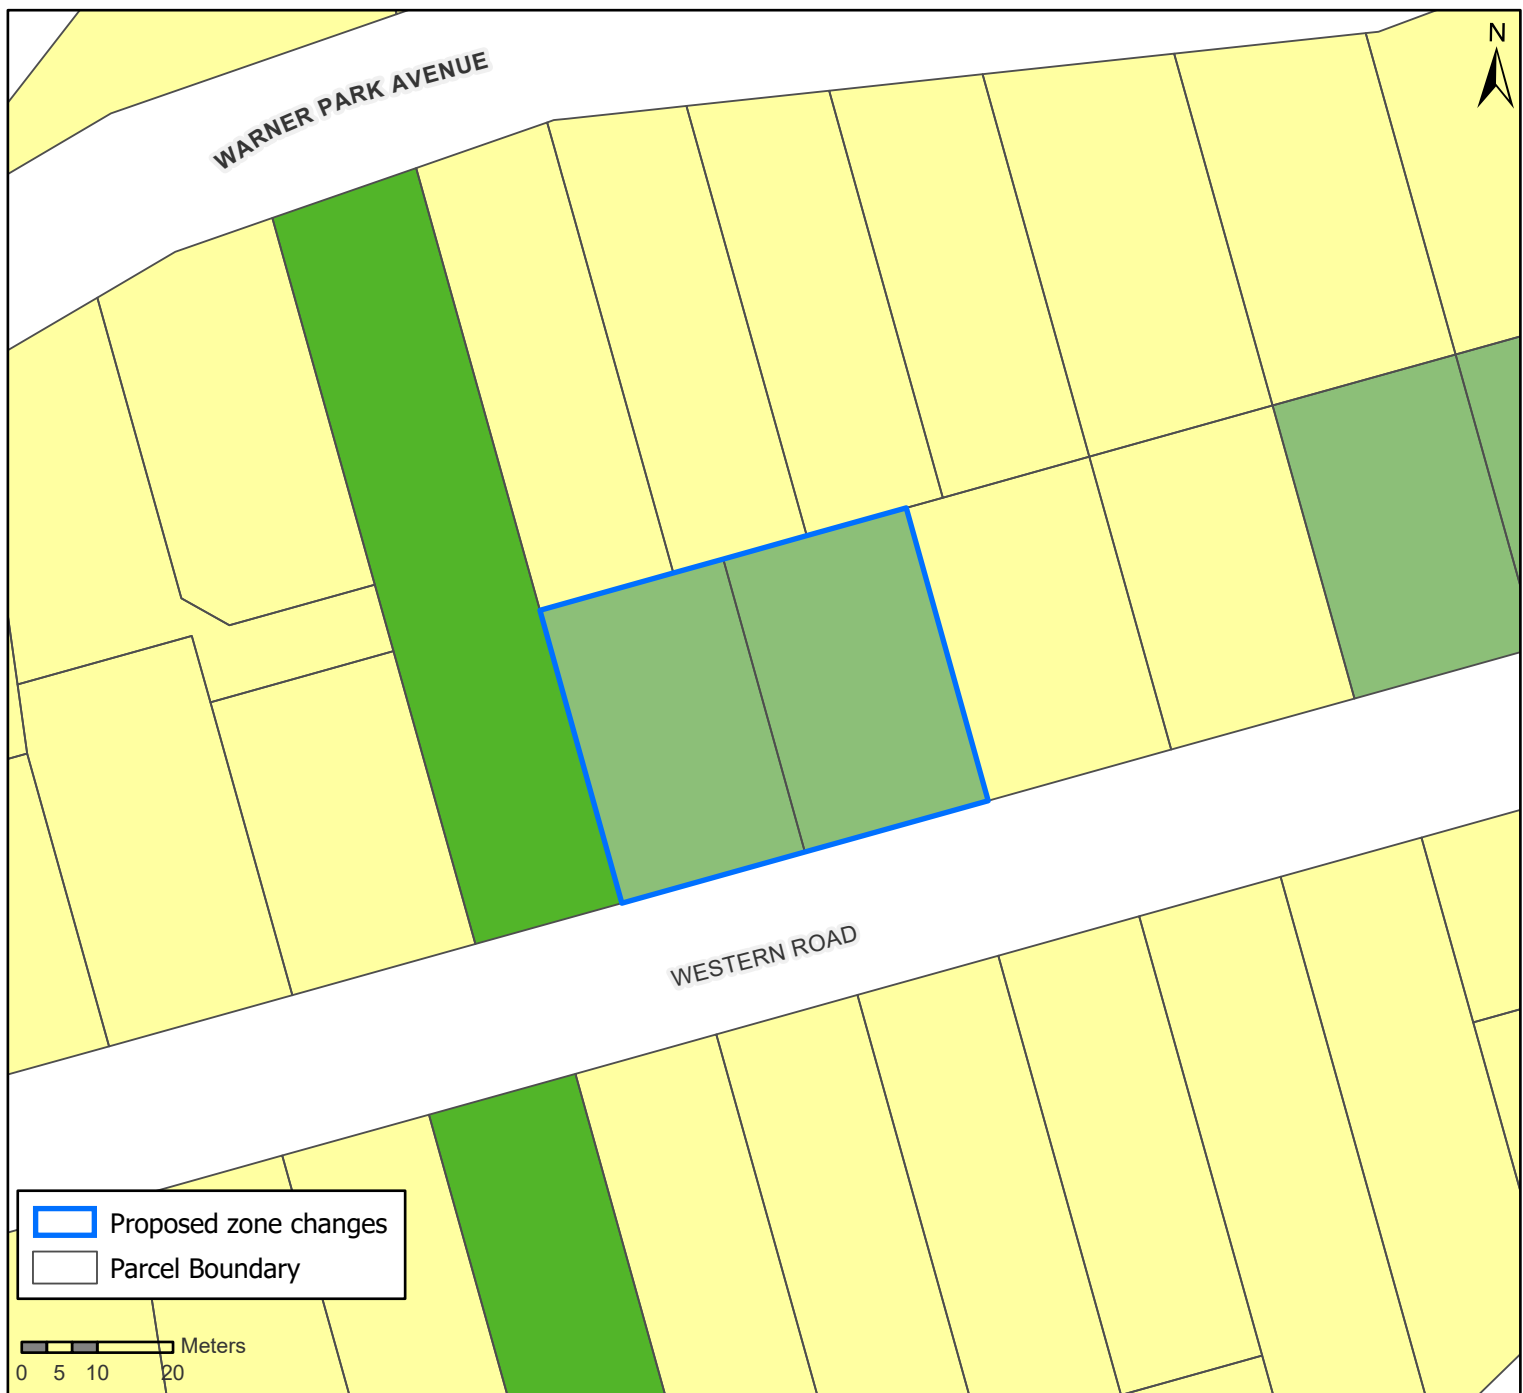 N
WARNER PARK AVENUE
WESTERN ROAD
Proposed zone changes
Parcel Boundary
Meters
0 5 10 20